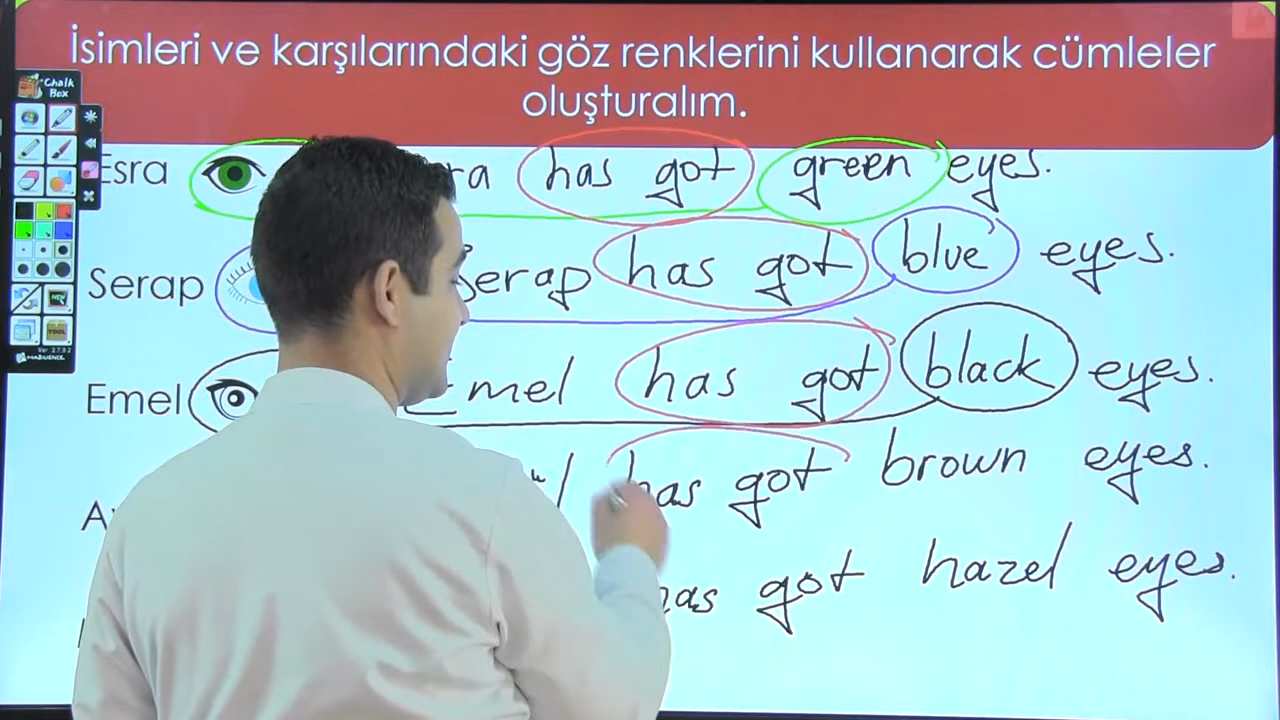 İsimleri ve karşılarındaki göz renklerini kullanarak cümleler
oluşturalım.
Chalk
Box
Esra has got green eyes.
Serap Serap has got blue eyes.
Emel Emel has got black eyes.
has got brown eyes.
has got hazel eyes.